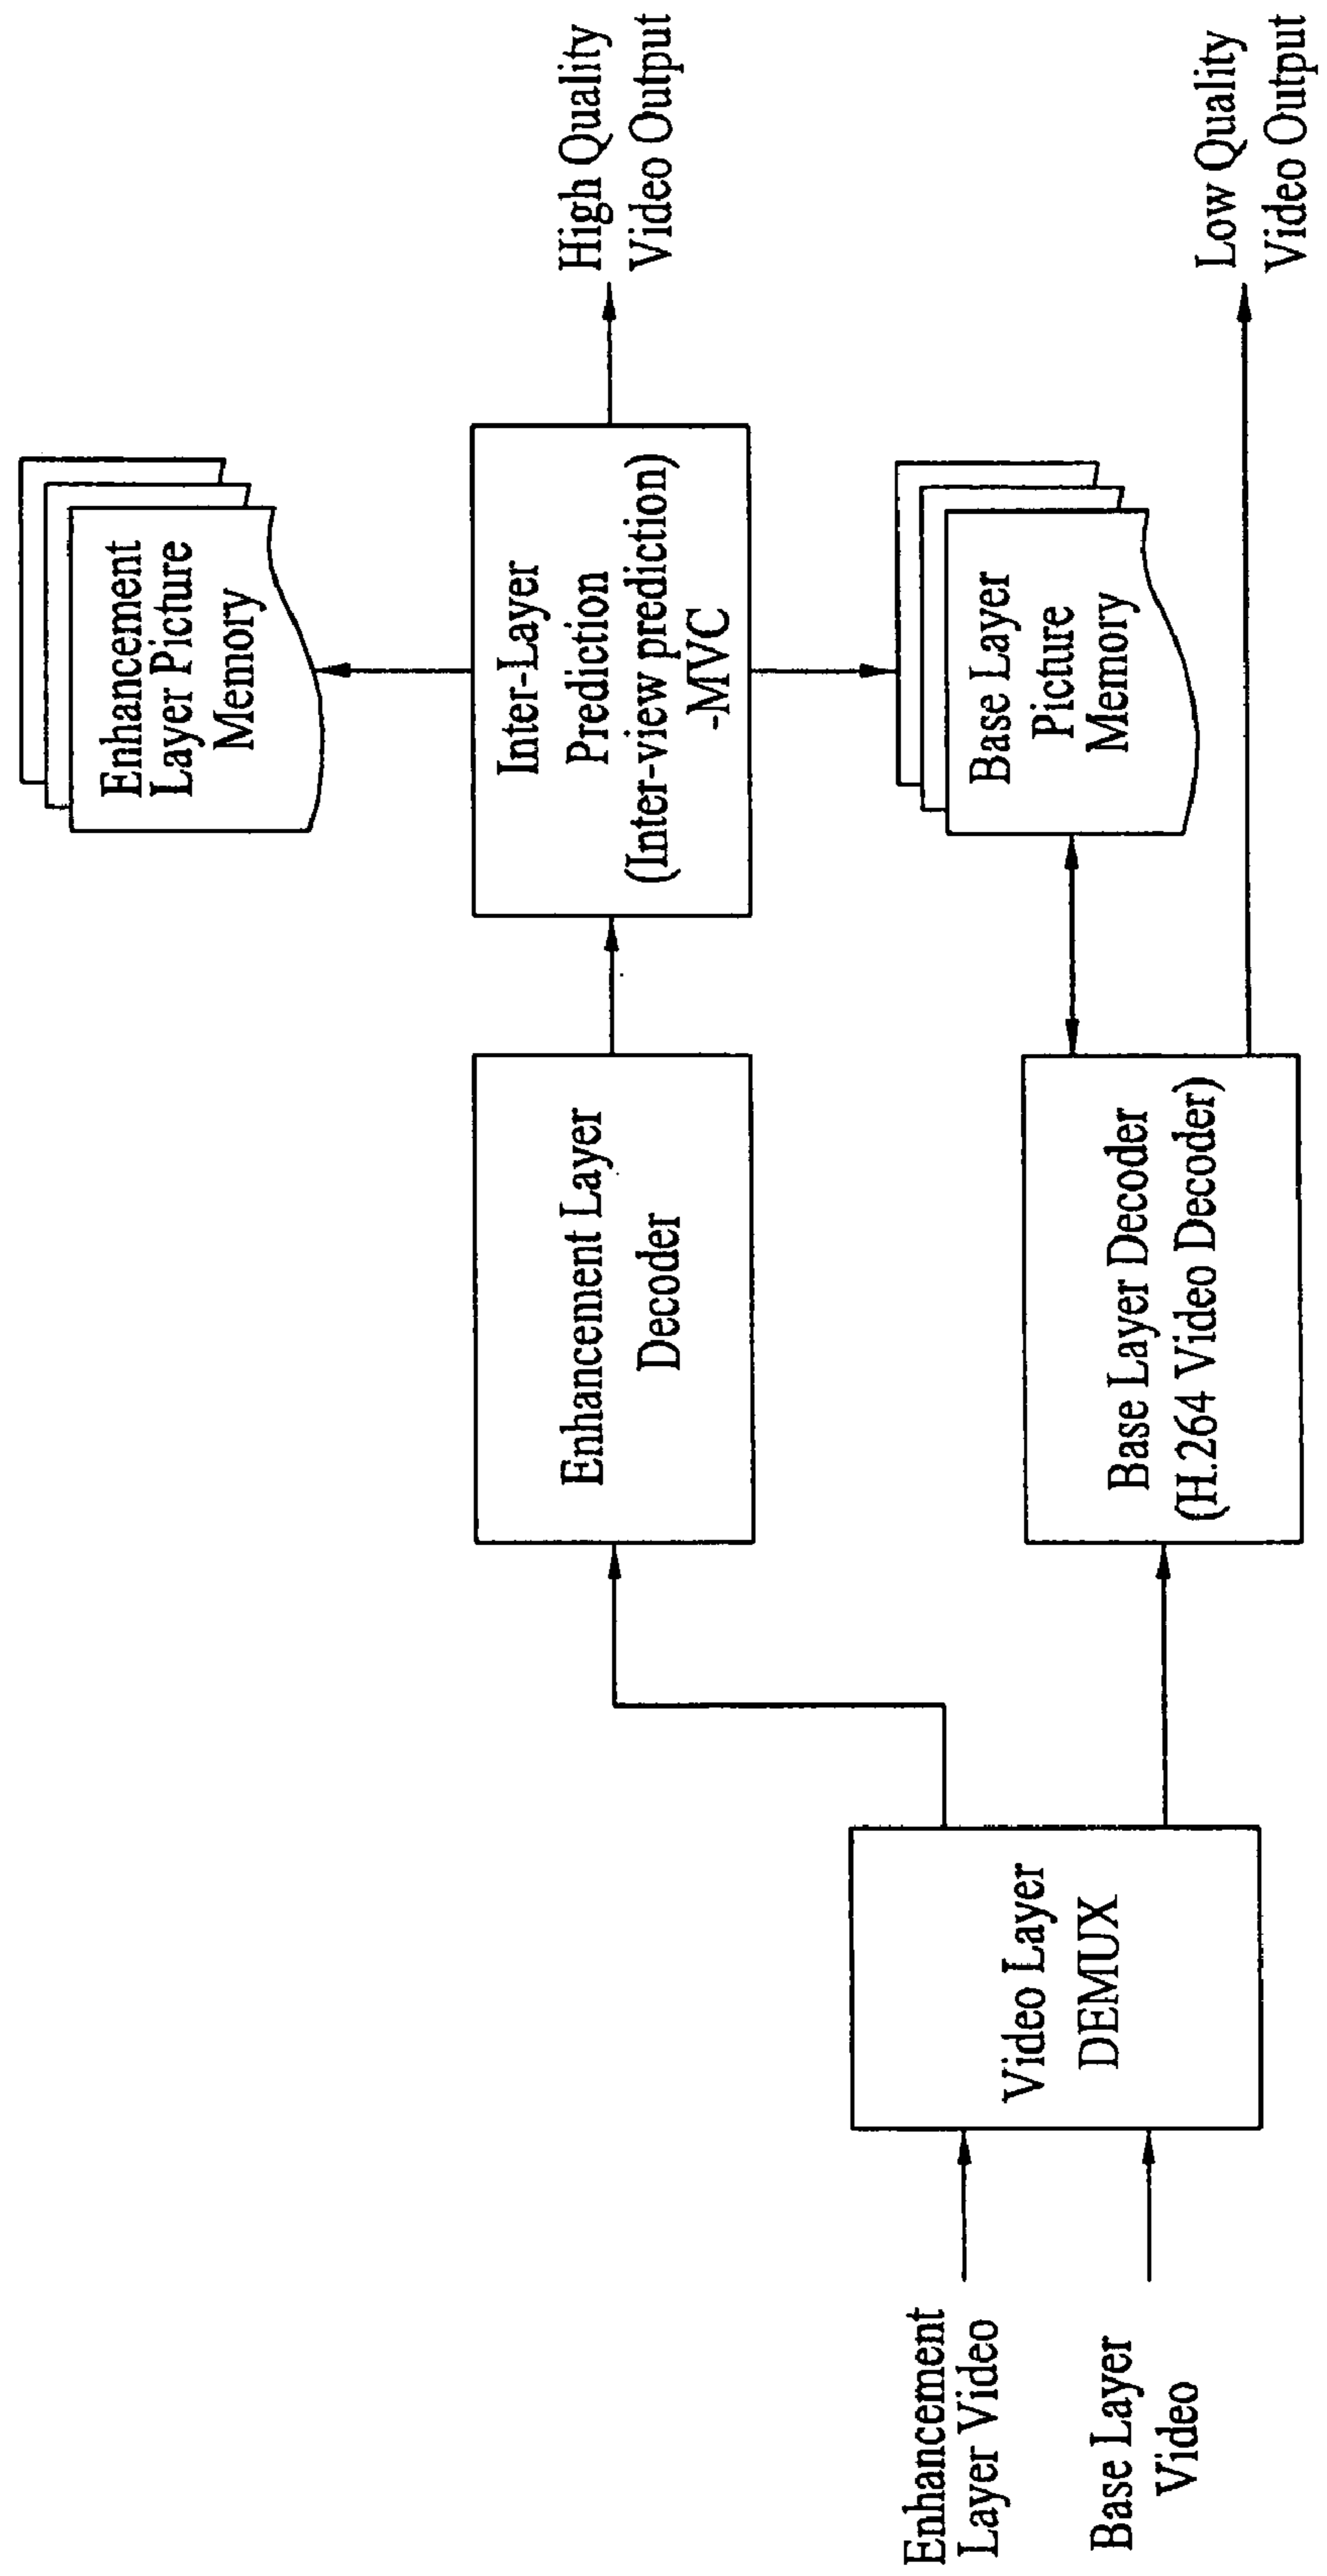 Enhancement
Layer Video
Base Layer
Video
Video Layer
DEMUX
Enhancement Layer
Decoder
Base Layer Decoder
(H.264 Video Decoder)
Enhancement
Layer Picture
Memory
Inter-Layer
Prediction
(Inter-view prediction)
-MVC
Base Layer
Picture
Memory
High Quality
Video Output
Low Quality
Video Output